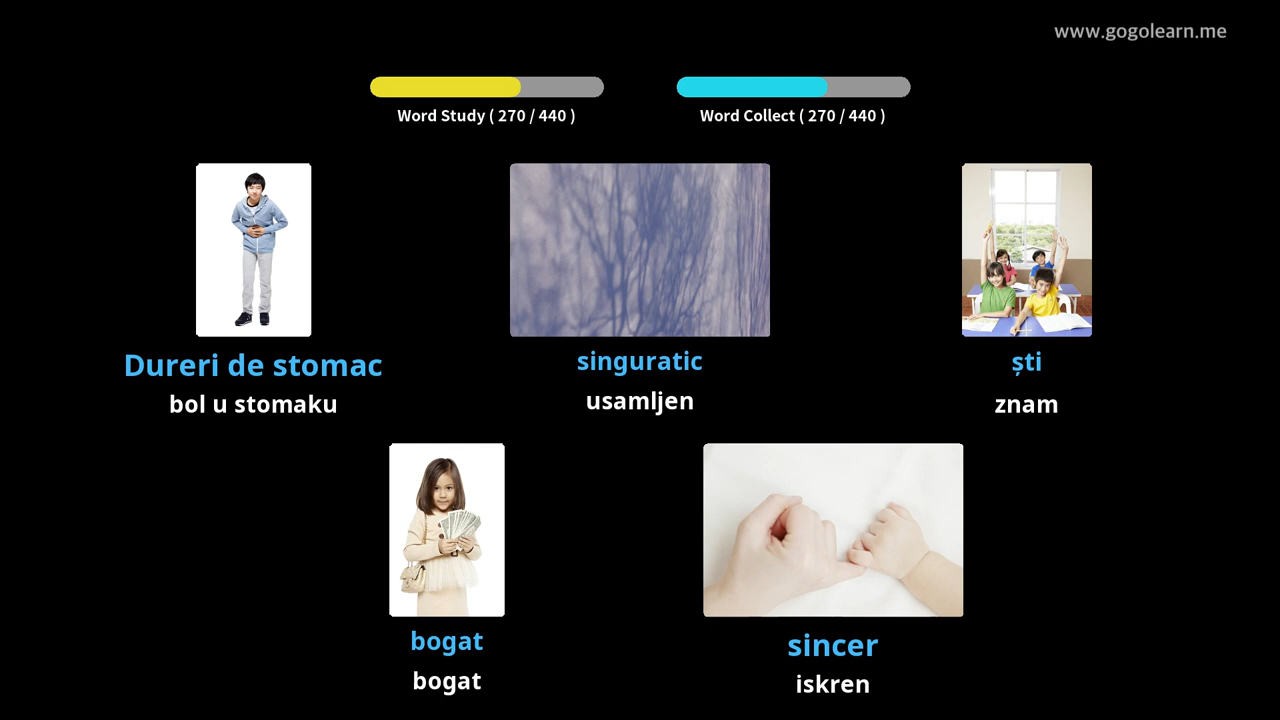 www.gogolearn.me
Word Study ( 270 / 440 )
Word Collect ( 270 / 440 )
Dureri de stomac
bol u stomaku
singuratic
usamljen
ști
znam
bogat
bogat
sincer
iskren